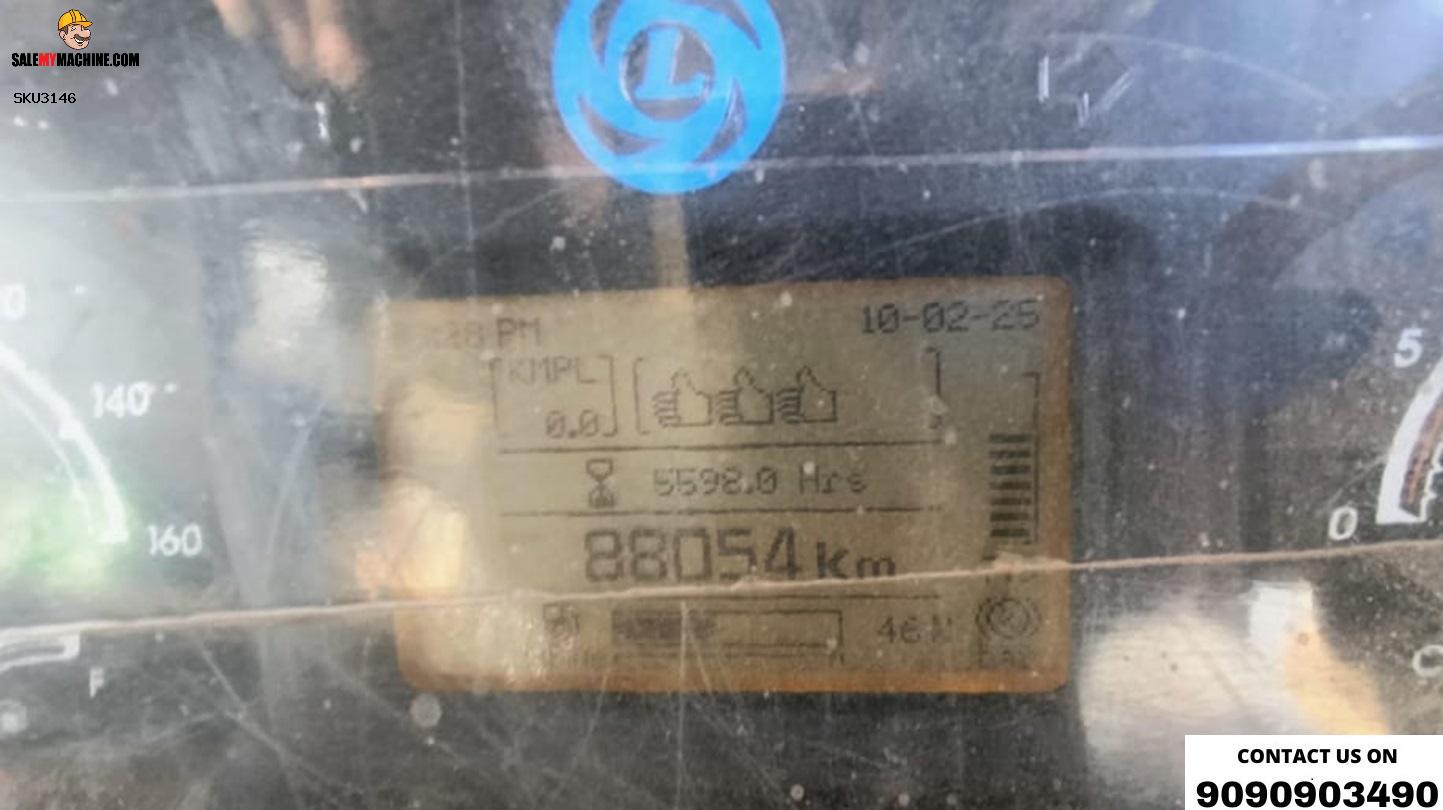 SALEMYMACHINE.COM
SKU3146
L
PM
10-02-25
KMPL
0.0
5598.0 Hrs
88054 Km
46
140
160
F
5
0
CONTACT US ON
9090903490